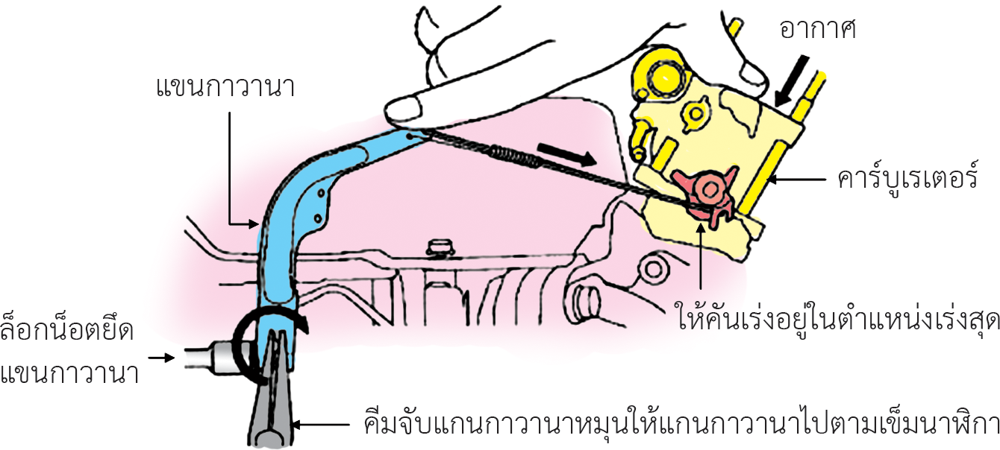 อากาศ
แขนกาวานา
คาร์บูเรเตอร์
ให้คันเร่งอยู่ในตำแหน่งเร่งสุด
ล็อกน็อตยึด
แขนกาวานา
คีมจับแกนกาวานาหมุนให้แกนกาวานาไปตามเข็มนาฬิกา